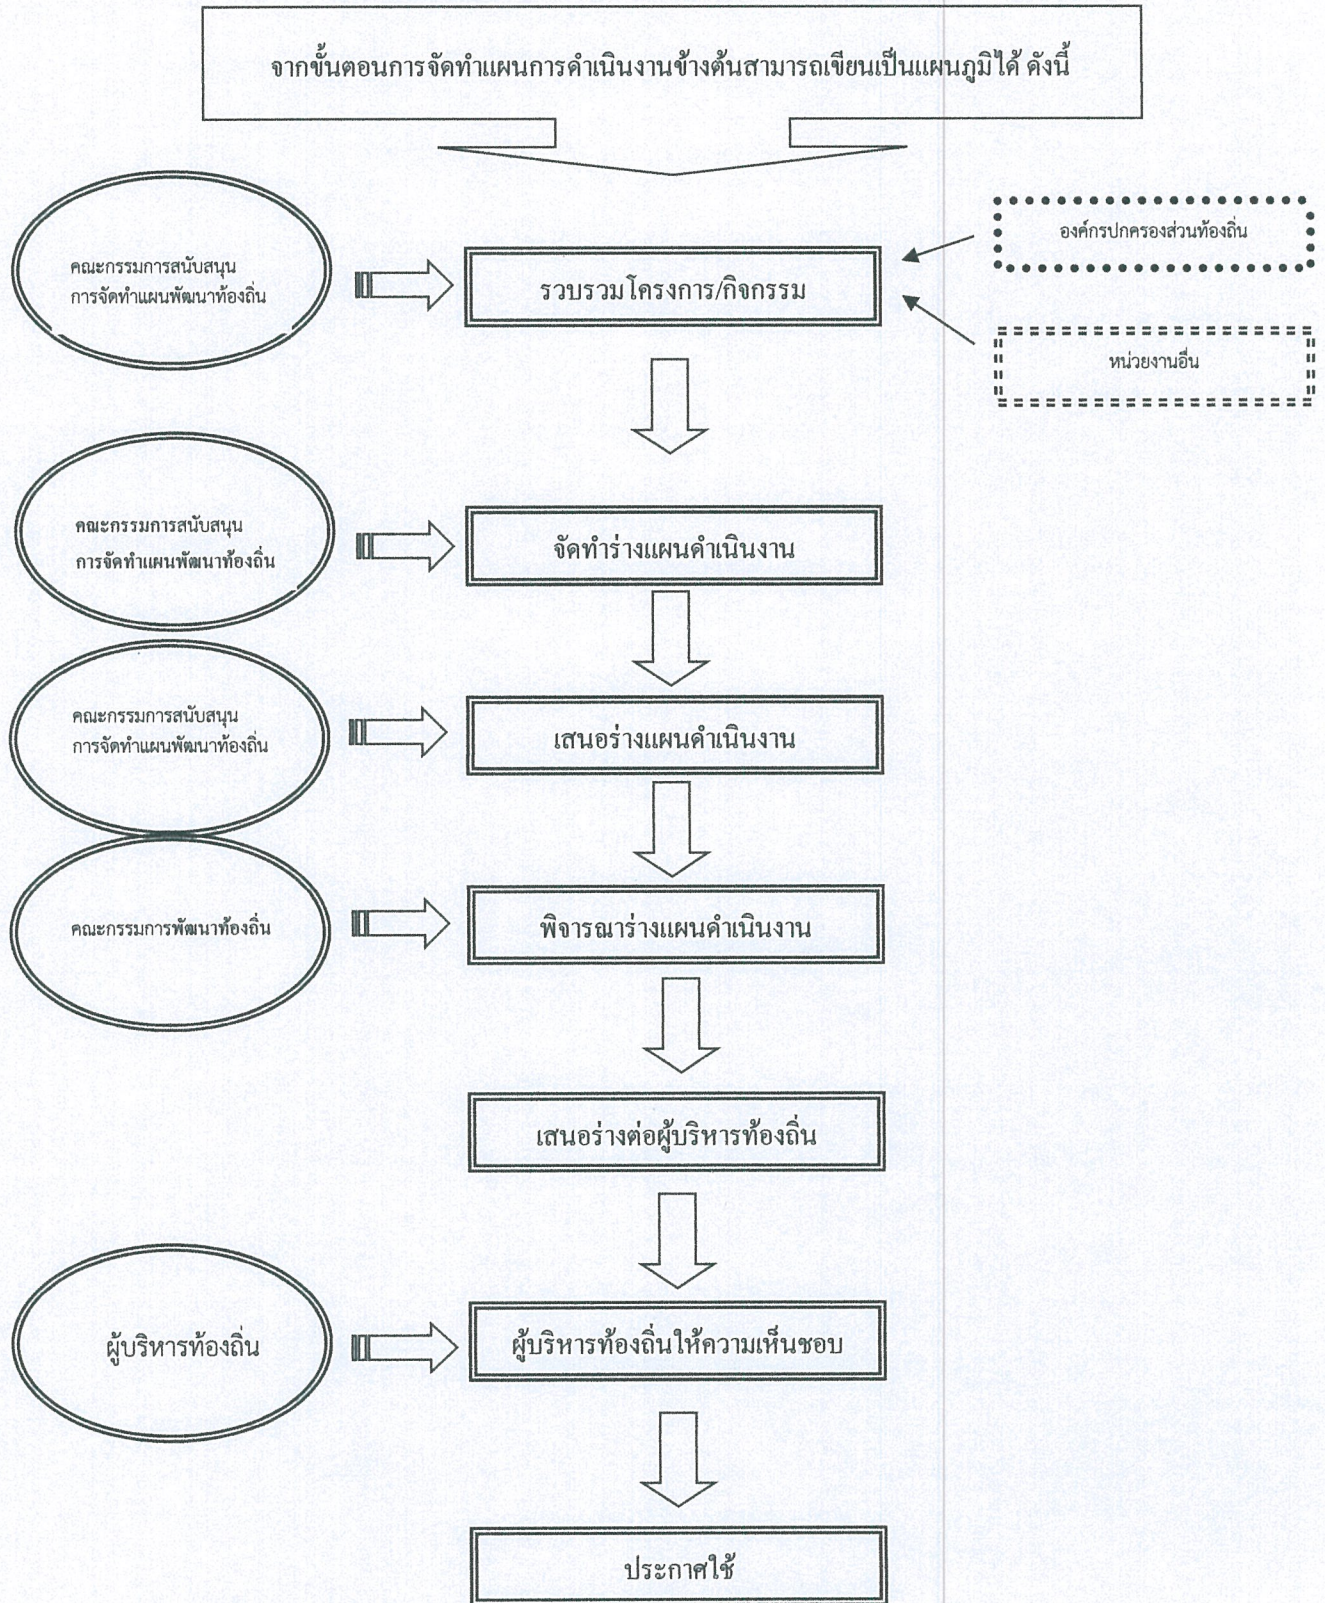 จากขั้นตอนการจัดทำแผนการดำเนินงานข้างต้นสามารถเขียนเป็นแผนภูมิได้ ดังนี้
องค์กรปกครองส่วนท้องถิ่น
คณะกรรมการสนับสนุน
การจัดทำแผนพัฒนาท้องถิ่น
รวบรวมโครงการ/กิจกรรม
หน่วยงานอื่น
คณะกรรมการสนับสนุน
การจัดทำแผนพัฒนาท้องถิ่น
จัดทำร่างแผนดำเนินงาน
คณะกรรมการสนับสนุน
การจัดทำแผนพัฒนาท้องถิ่น
เสนอร่างแผนดำเนินงาน
คณะกรรมการพัฒนาท้องถิ่น
พิจารณาร่างแผนดำเนินงาน
เสนอร่างต่อผู้บริหารท้องถิ่น
ผู้บริหารท้องถิ่น
ผู้บริหารท้องถิ่นให้ความเห็นชอบ
ประกาศใช้